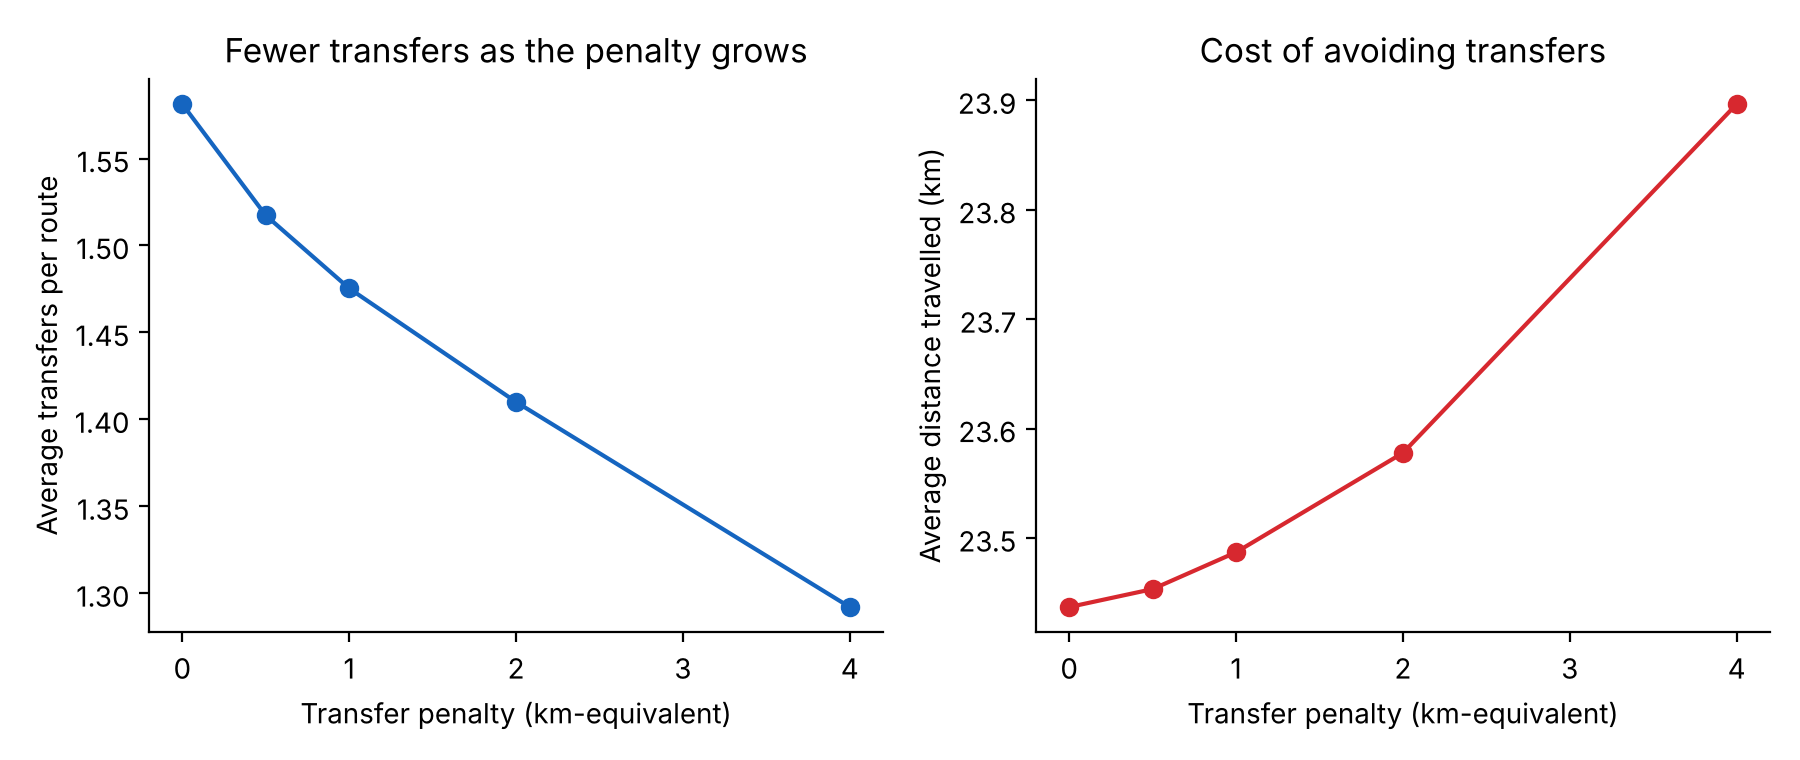 Fewer transfers as the penalty grows
Average transfers per route
1.55
1.50
1.45
1.40
1.35
1.30
0 1 2 3 4
Transfer penalty (km-equivalent)
Cost of avoiding transfers
Average distance travelled (km)
23.9
23.8
23.7
23.6
23.5
0 1 2 3 4
Transfer penalty (km-equivalent)